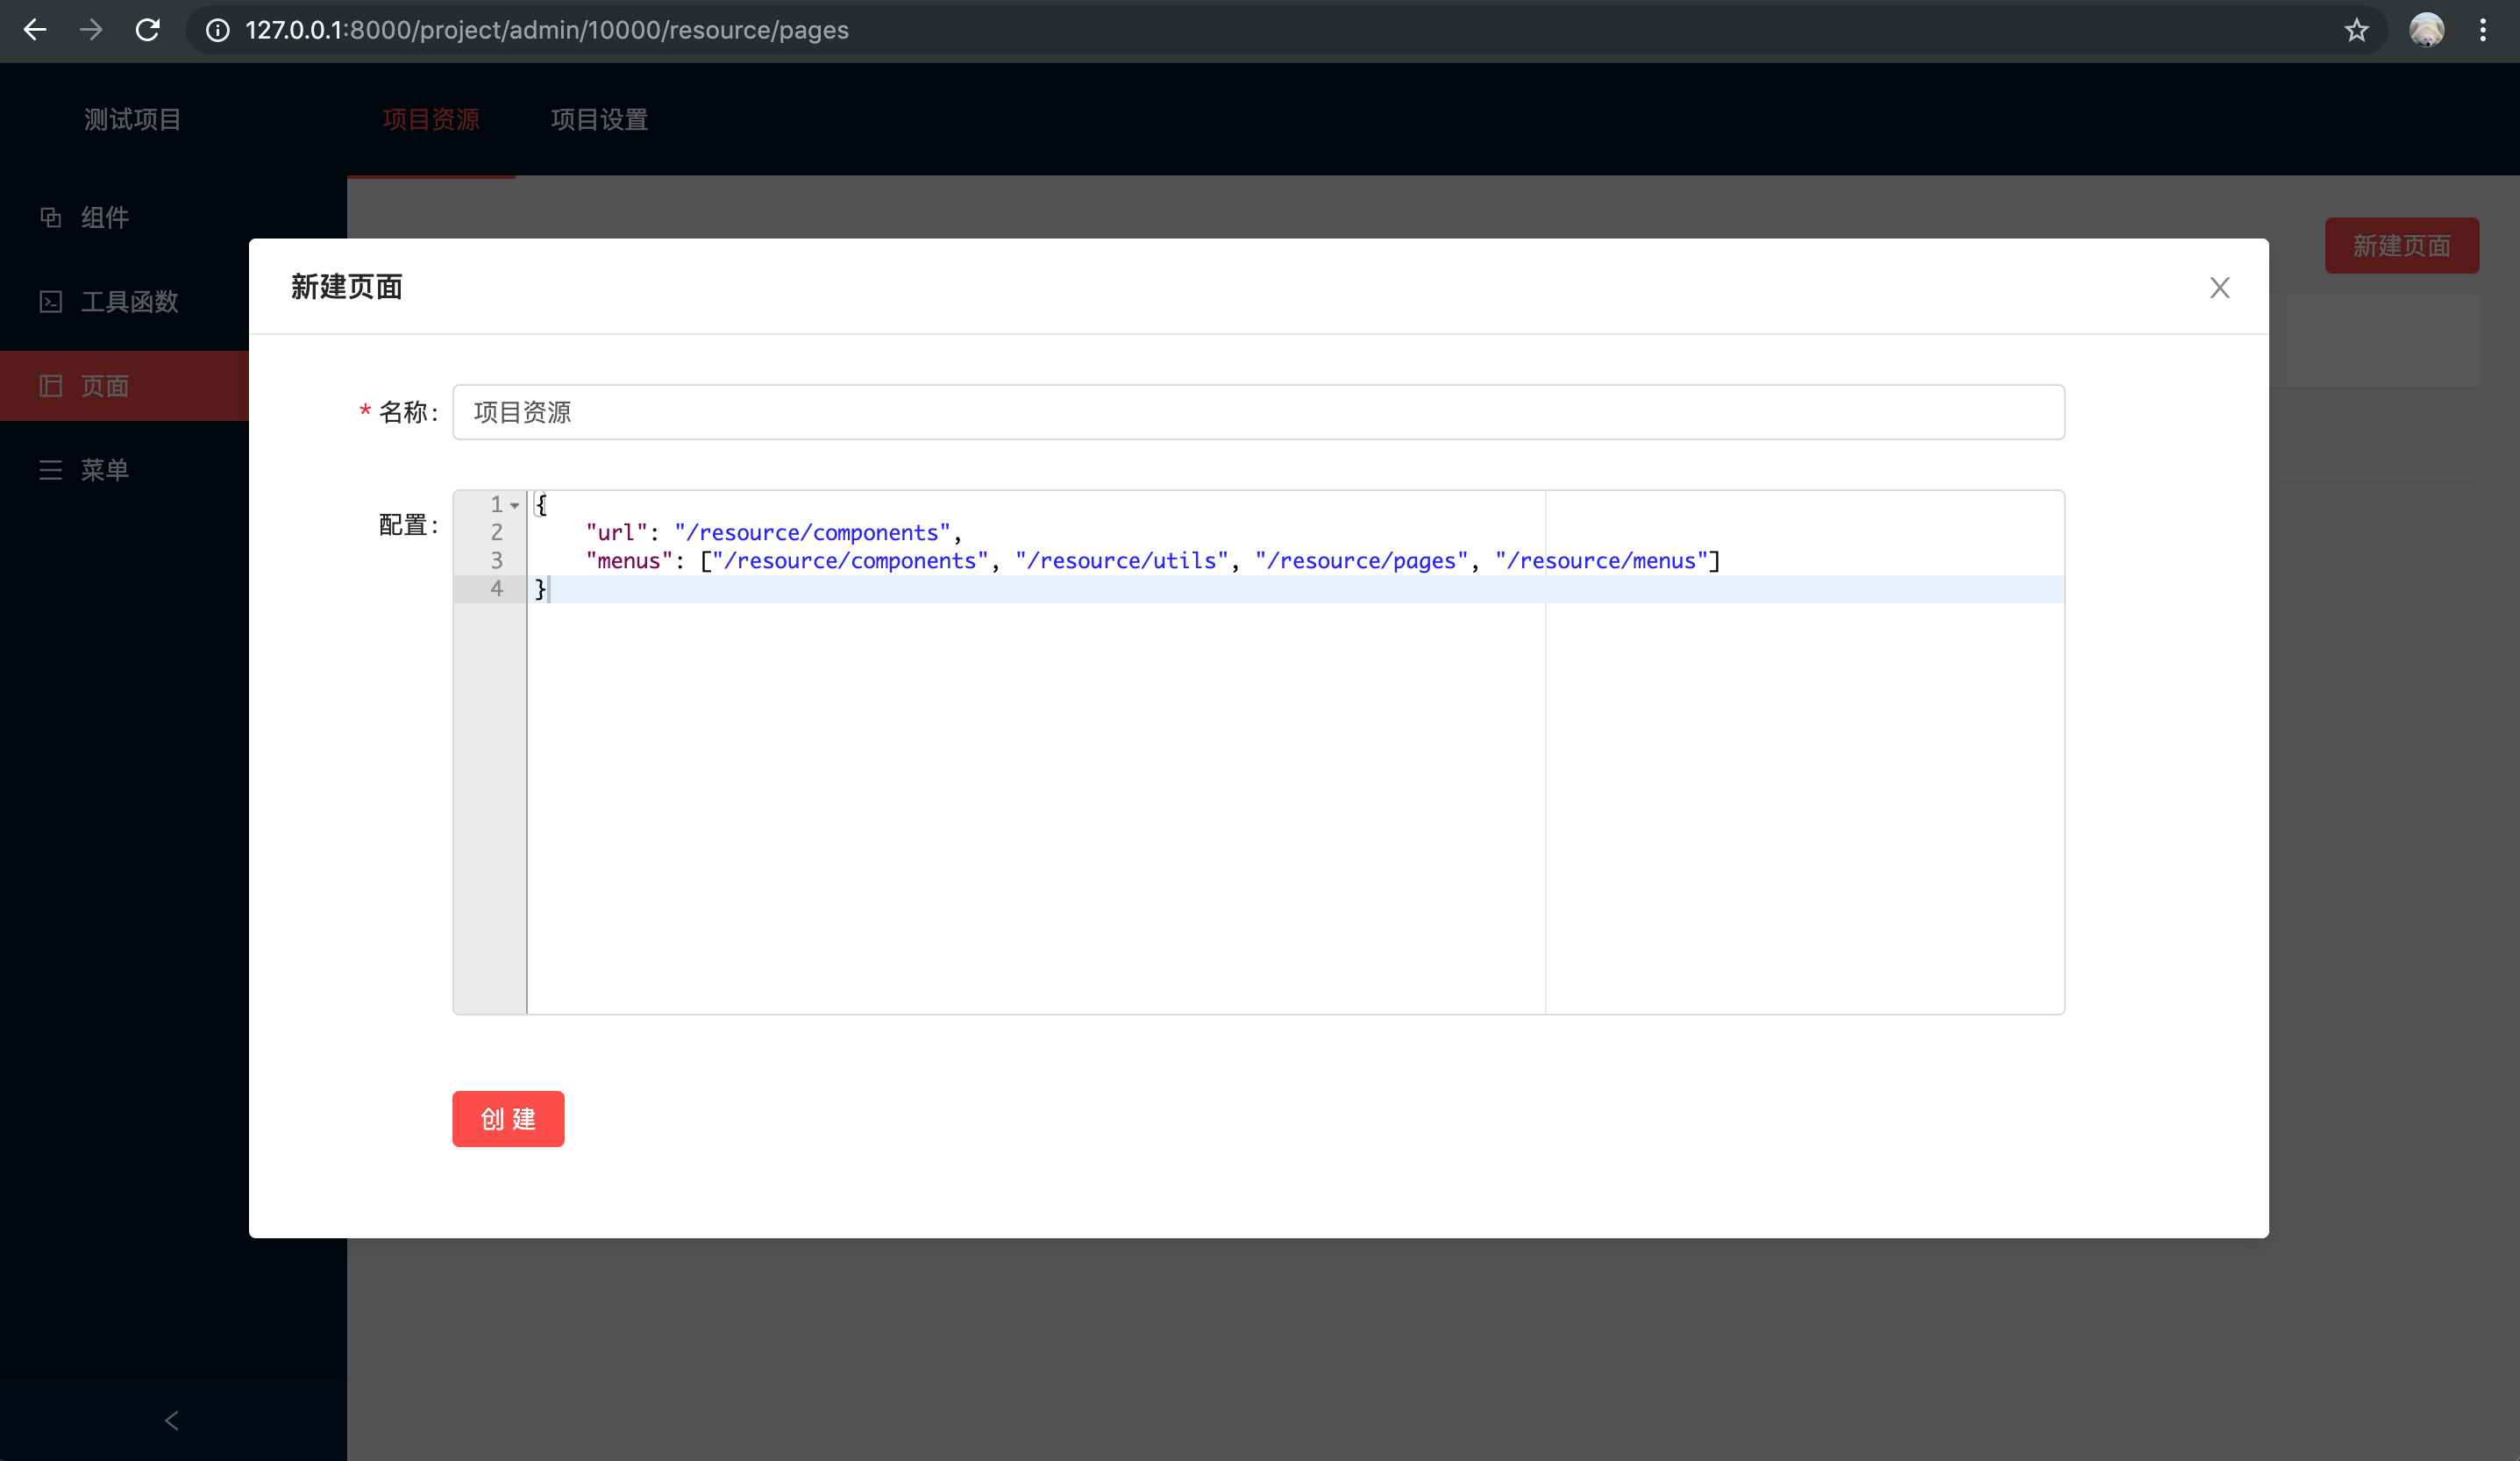 127.0.0.1:8000/project/admin/10000/resource/pages
测试项目
项目资源
项目设置
组件
工具函数
页面
菜单
新建页面
新建页面
* 名称:
项目资源
配置:
1 {
2 "url": "/resource/components",
3 "menus": ["/resource/components", "/resource/utils", "/resource/pages", "/resource/menus"]
4 }
创 建